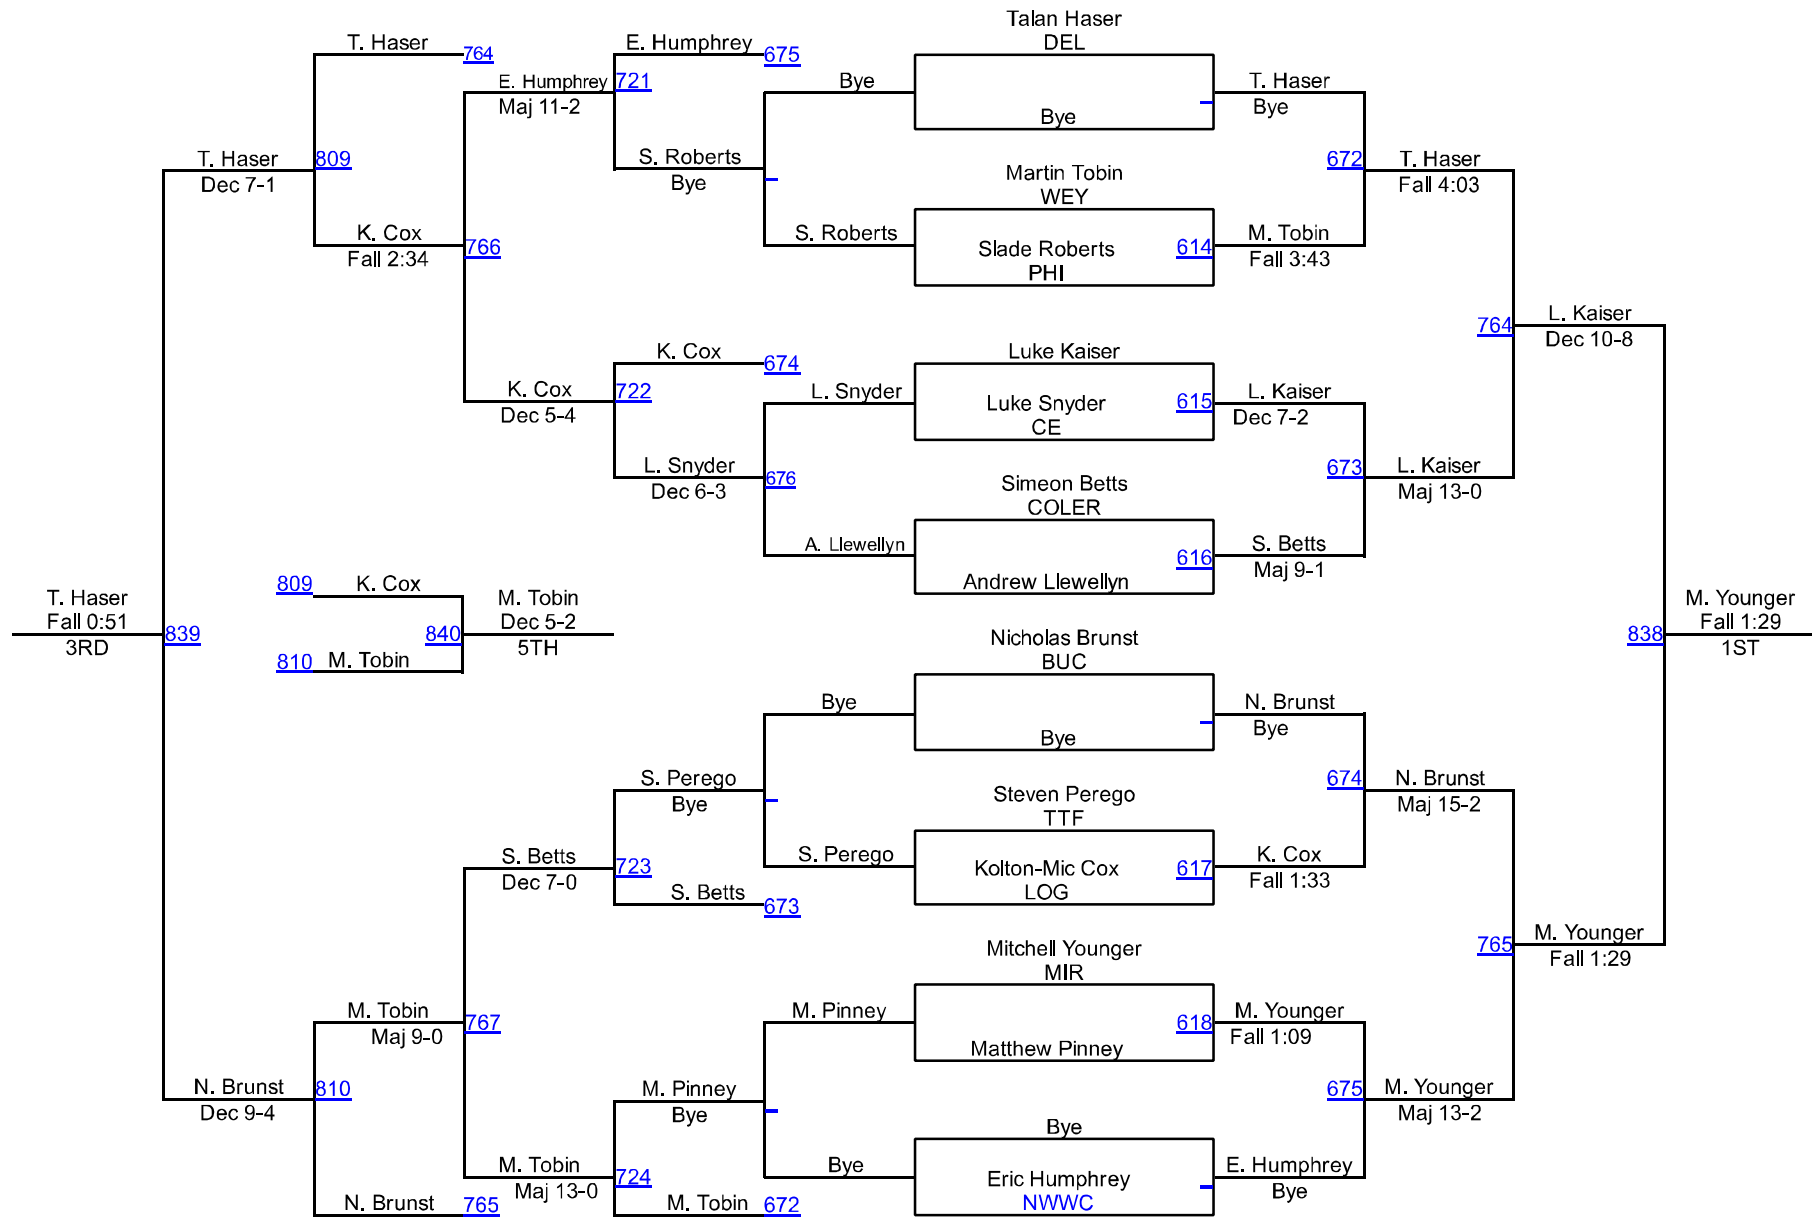 Talan Haser
DEL
T. Haser
764
E. Humphrey
675
E. Humphrey
721
Maj 11-2
Bye
Bye
T. Haser
Bye
T. Haser
809
Dec 7-1
S. Roberts
Bye
Martin Tobin
WEY
672
T. Haser
Fall 4:03
K. Cox
Fall 2:34
766
S. Roberts
Slade Roberts
PHI
614
M. Tobin
Fall 3:43
764
L. Kaiser
Dec 10-8
K. Cox
674
Luke Kaiser
K. Cox
Dec 5-4
722
L. Snyder
Luke Snyder
CE
615
L. Kaiser
Dec 7-2
L. Snyder
Dec 6-3
676
Simeon Betts
COLER
673
L. Kaiser
Maj 13-0
A. Llewellyn
Andrew Llewellyn
616
S. Betts
Maj 9-1
T. Haser
Fall 0:51
3RD
839
809
K. Cox
810
M. Tobin
840
M. Tobin
Dec 5-2
5TH
838
M. Younger
Fall 1:29
1ST
Nicholas Brunst
BUC
Bye
Bye
N. Brunst
Bye
S. Perego
Bye
Steven Perego
TTF
674
N. Brunst
Maj 15-2
S. Betts
Dec 7-0
723
S. Perego
Kolton-Mic Cox
LOG
617
K. Cox
Fall 1:33
S. Betts
673
Mitchell Younger
MIR
765
M. Younger
Fall 1:29
M. Tobin
Maj 9-0
767
M. Pinney
Matthew Pinney
618
M. Younger
Fall 1:09
N. Brunst
Dec 9-4
810
M. Pinney
Bye
675
M. Younger
Maj 13-2
Bye
M. Tobin
Maj 13-0
724
Bye
Eric Humphrey
NWWC
E. Humphrey
Bye
N. Brunst
765
M. Tobin
672